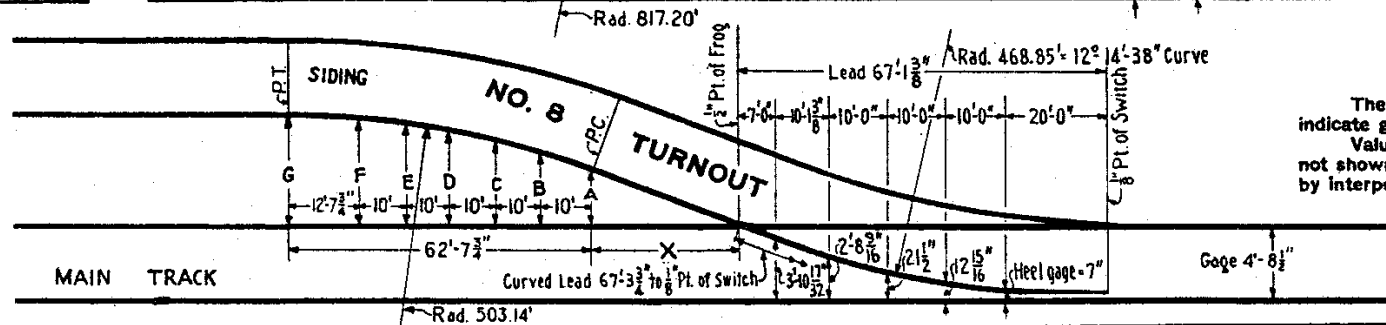 Rad. 817.20'
1/2" Pt. of Frog
Rad. 468.85' = 12° 14'-38" Curve
Lead 67'-1 3/8"
P.T.
SIDING
NO. 8
P.C.
TURNOUT
7'-0" 10'-1 3/8" 10'-0" 10'-0" 10'-0" 20'-0"
1/8" Pt. of Switch
The
indicate g
Valu
not shown
by interp
G F E D C B A
12'-7 3/4" 10' 10' 10' 10' 10'
62'-7 3/4" X
MAIN TRACK
Curved Lead 67'-3 3/4" to 1/8" Pt. of Switch
3'-10 17/32"
2'-8 9/16"
21 1/2"
12 15/16"
Heel gage = 7"
Gage 4'-8 1/2"
Rad. 503.14'